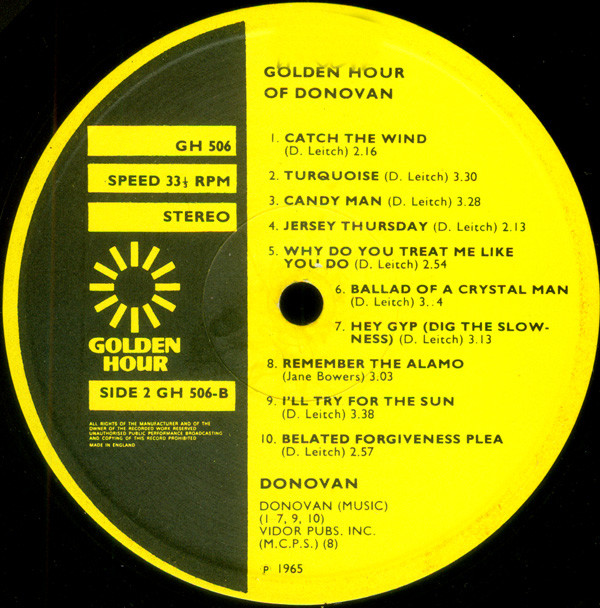 GOLDEN HOUR
OF DONOVAN
1. CATCH THE WIND
(D. Leitch) 2.16
2. TURQUOISE (D. Leitch) 3.30
3. CANDY MAN (D. Leitch) 3.28
4. JERSEY THURSDAY (D. Leitch) 2.13
5. WHY DO YOU TREAT ME LIKE
YOU DO (D. Leitch) 2.54
6. BALLAD OF A CRYSTAL MAN
(D. Leitch) 3..4
7. HEY GYP (DIG THE SLOW-
NESS) (D. Leitch) 3.13
8. REMEMBER THE ALAMO
(Jane Bowers) 3.03
9. I'LL TRY FOR THE SUN
(D. Leitch) 3.38
10. BELATED FORGIVENESS PLEA
(D. Leitch) 2.57
DONOVAN
DONOVAN (MUSIC)
(1 7, 9, 10)
VIDOR PUBS. INC.
(M.C.P.S.) (8)
P 1965
GH 506
SPEED 33⅓ RPM
STEREO
GOLDEN
HOUR
SIDE 2 GH 506-B
ALL RIGHTS OF THE MANUFACTURER AND OF THE
OWNER OF THE RECORDED WORK RESERVED
UNAUTHORISED PUBLIC PERFORMANCE BROADCASTING
AND COPYING OF THIS RECORD PROHIBITED
MADE IN ENGLAND